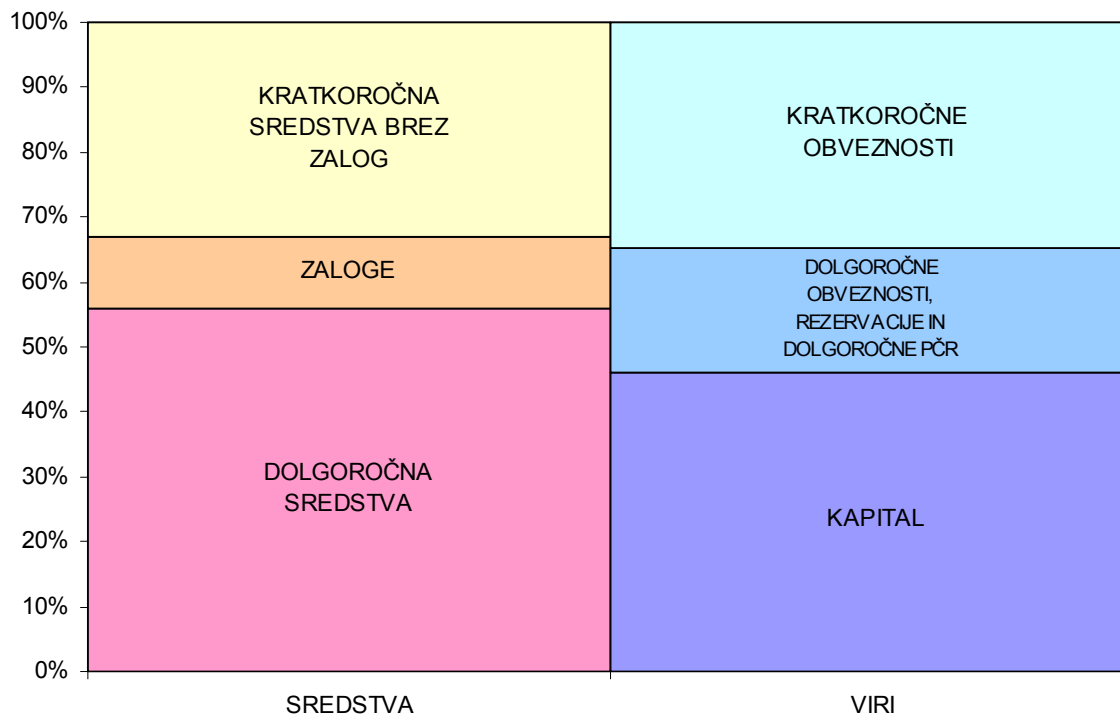 100%
90%
80%
70%
60%
50%
40%
30%
20%
10%
0%
KRATKOROČNA
SREDSTVA BREZ
ZALOG
ZALOGE
DOLGOROČNA
SREDSTVA
KRATKOROČNE
OBVEZNOSTI
DOLGOROČNE
OBVEZNOSTI,
REZERVACIJE IN
DOLGOROČNE PČR
KAPITAL
SREDSTVA
VIRI